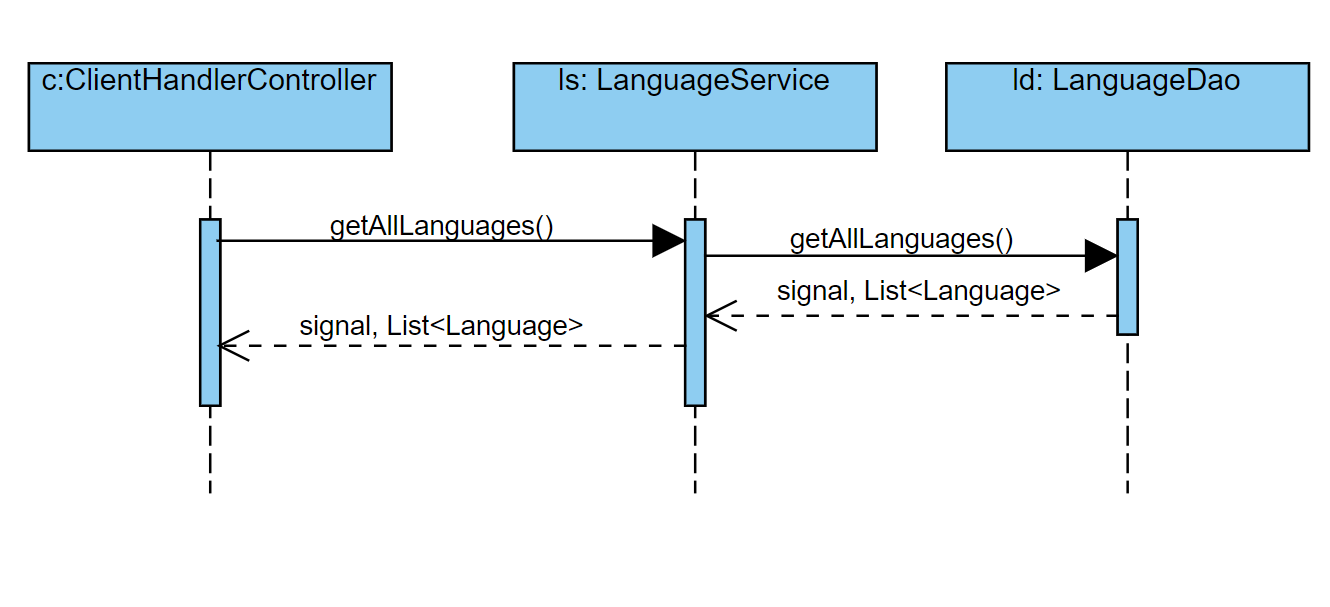 c:ClientHandlerController
ls: LanguageService
ld: LanguageDao
getAllLanguages()
getAllLanguages()
signal, List<Language>
signal, List<Language>